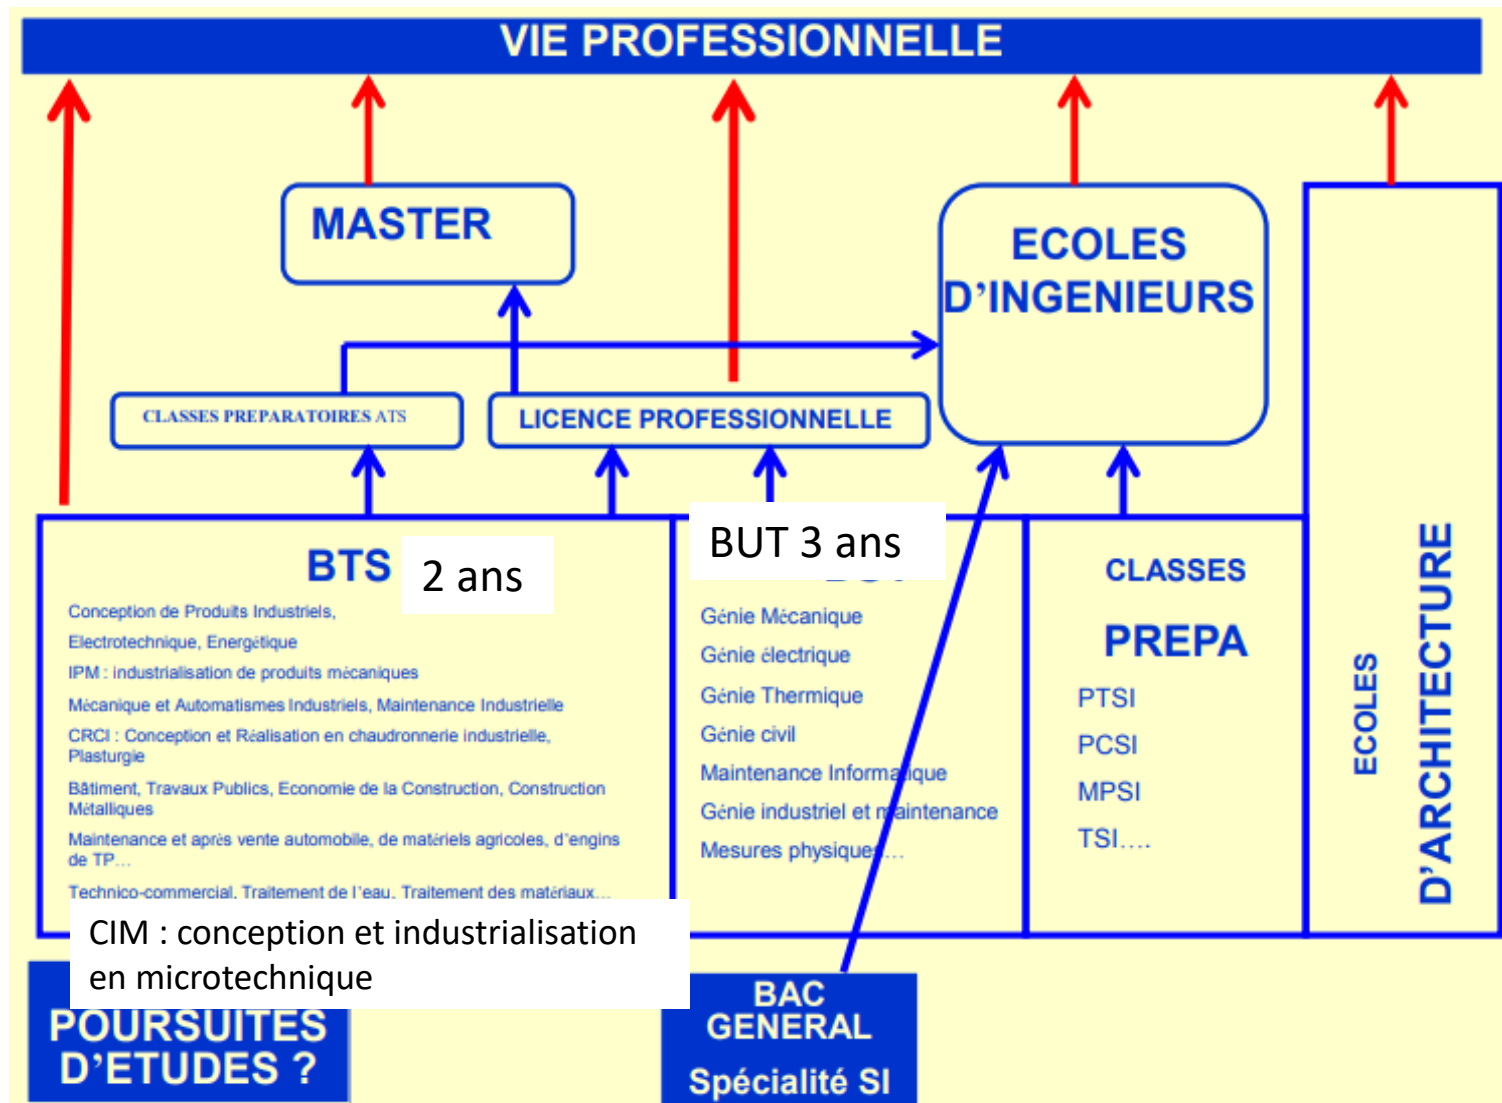 VIE PROFESSIONNELLE
MASTER
ECOLES
D’INGENIEURS
CLASSES PREPARATOIRES ATS
LICENCE PROFESSIONNELLE
BTS
2 ans
Conception de Produits Industriels,
Electrotechnique, Energétique
IPM : industrialisation de produits mécaniques
Mécanique et Automatismes Industriels, Maintenance Industrielle
CRCI : Conception et Réalisation en chaudronnerie industrielle,
Plasturgie
Bâtiment, Travaux Publics, Economie de la Construction, Construction
Métalliques
Maintenance et après vente automobile, de matériels agricoles, d’engins
de TP…
Technico-commercial, Traitement de l’eau, Traitement des matériaux…
CIM : conception et industrialisation
en microtechnique
BUT 3 ans
Génie Mécanique
Génie électrique
Génie Thermique
Génie civil
Maintenance Informatique
Génie industriel et maintenance
Mesures physiques…
CLASSES
PREPA
PTSI
PCSI
MPSI
TSI….
ECOLES
D’ARCHITECTURE
POURSUITES
D’ETUDES ?
BAC
GENERAL
Spécialité SI